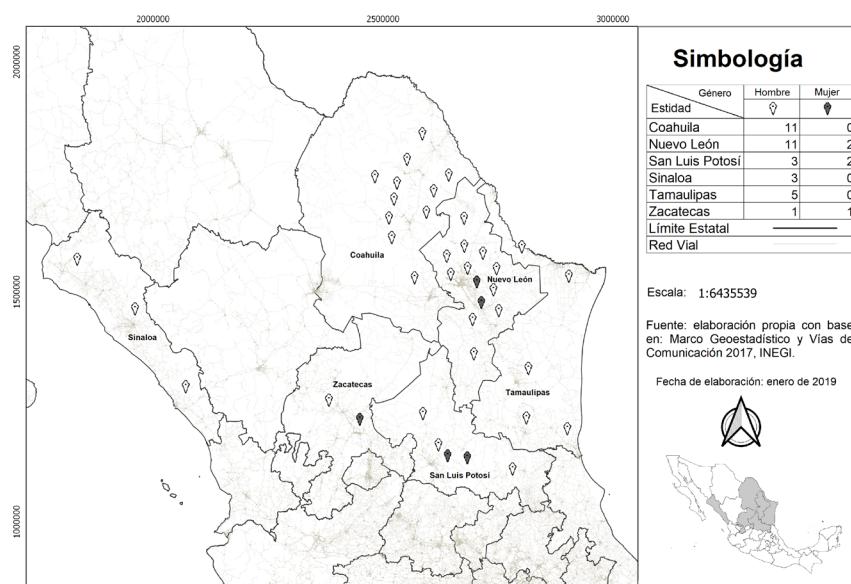 2000000 2500000 3000000
2000000
1500000
1000000
Coahuila
Nuevo León
Sinaloa
Zacatecas
Tamaulipas
San Luis Potosí
Simbología
Género Hombre Mujer
Estidad
Coahuila 11 0
Nuevo León 11 2
San Luis Potosí 3 2
Sinaloa 3 0
Tamaulipas 5 0
Zacatecas 1 1
Límite Estatal
Red Vial
Escala: 1:6435539
Fuente: elaboración propia con base
en: Marco Geoestadístico y Vías de
Comunicación 2017, INEGI.
Fecha de elaboración: enero de 2019